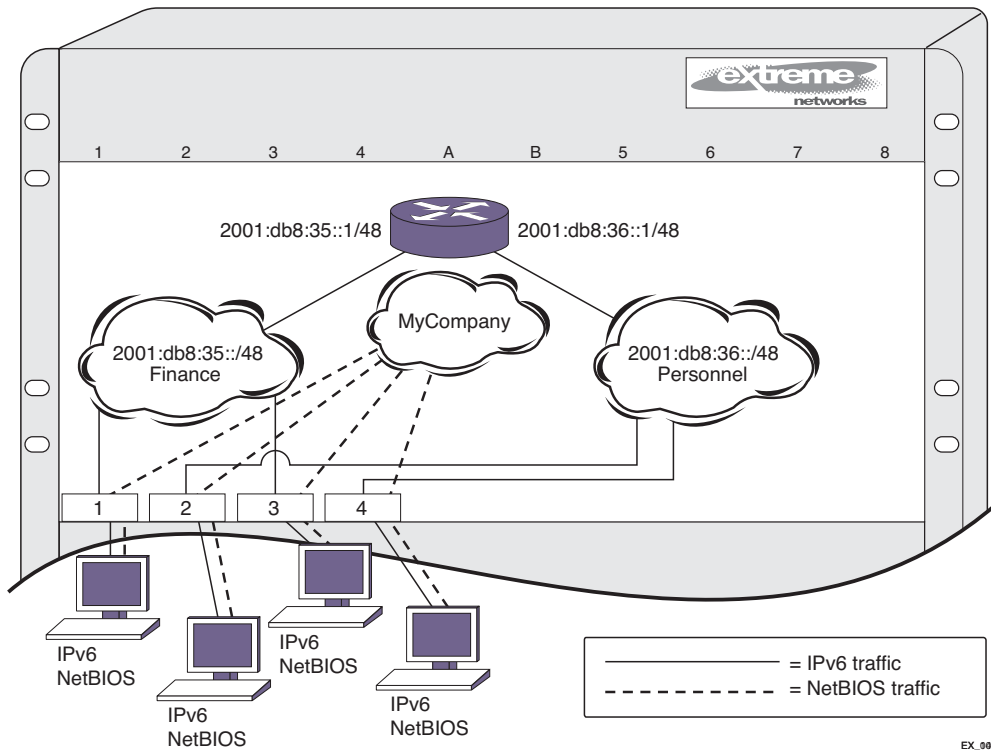 extreme
networks
1 2 3 4 A B 5 6 7 8
2001:db8:35::1/48
2001:db8:36::1/48
MyCompany
2001:db8:35::/48
Finance
2001:db8:36::/48
Personnel
1 2 3 4
IPv6
NetBIOS
IPv6
NetBIOS
IPv6
NetBIOS
IPv6
NetBIOS
= IPv6 traffic
= NetBIOS traffic